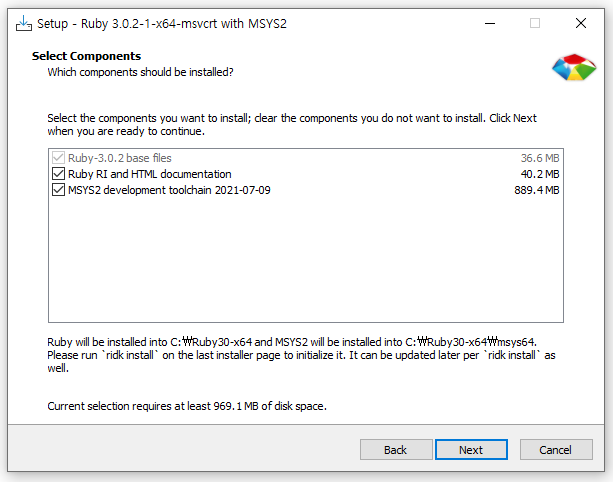 Setup - Ruby 3.0.2-1-x64-msvcrt with MSYS2
Select Components
Which components should be installed?
Select the components you want to install; clear the components you do not want to install. Click Next
when you are ready to continue.
Ruby-3.0.2 base files 36.6 MB
Ruby RI and HTML documentation 40.2 MB
MSYS2 development toolchain 2021-07-09 889.4 MB
Ruby will be installed into C:₩Ruby30-x64 and MSYS2 will be installed into C:₩Ruby30-x64₩msys64.
Please run `ridk install` on the last installer page to initialize it. It can be updated later per `ridk install` as
well.
Current selection requires at least 969.1 MB of disk space.
Back Next Cancel